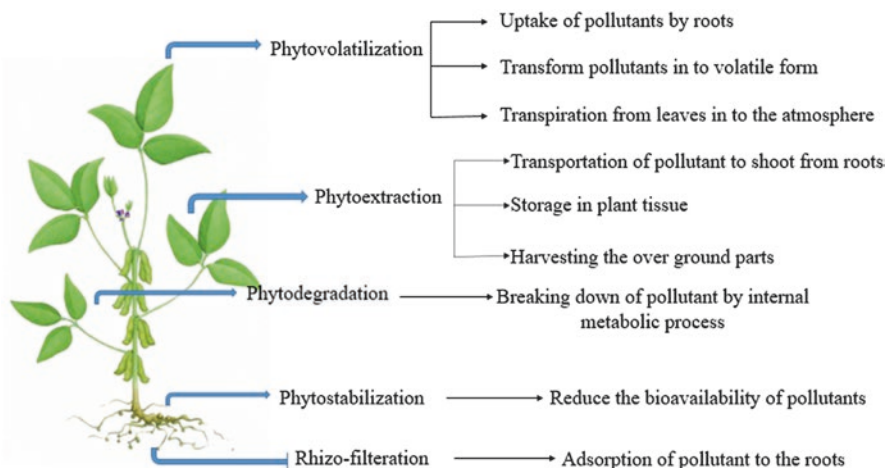 Phytovolatilization
Uptake of pollutants by roots
Transform pollutants in to volatile form
Transpiration from leaves in to the atmosphere
Phytoextraction
Transportation of pollutant to shoot from roots
Storage in plant tissue
Harvesting the over ground parts
Phytodegradation
Breaking down of pollutant by internal
metabolic process
Phytostabilization
Reduce the bioavailability of pollutants
Rhizo-filteration
Adsorption of pollutant to the roots